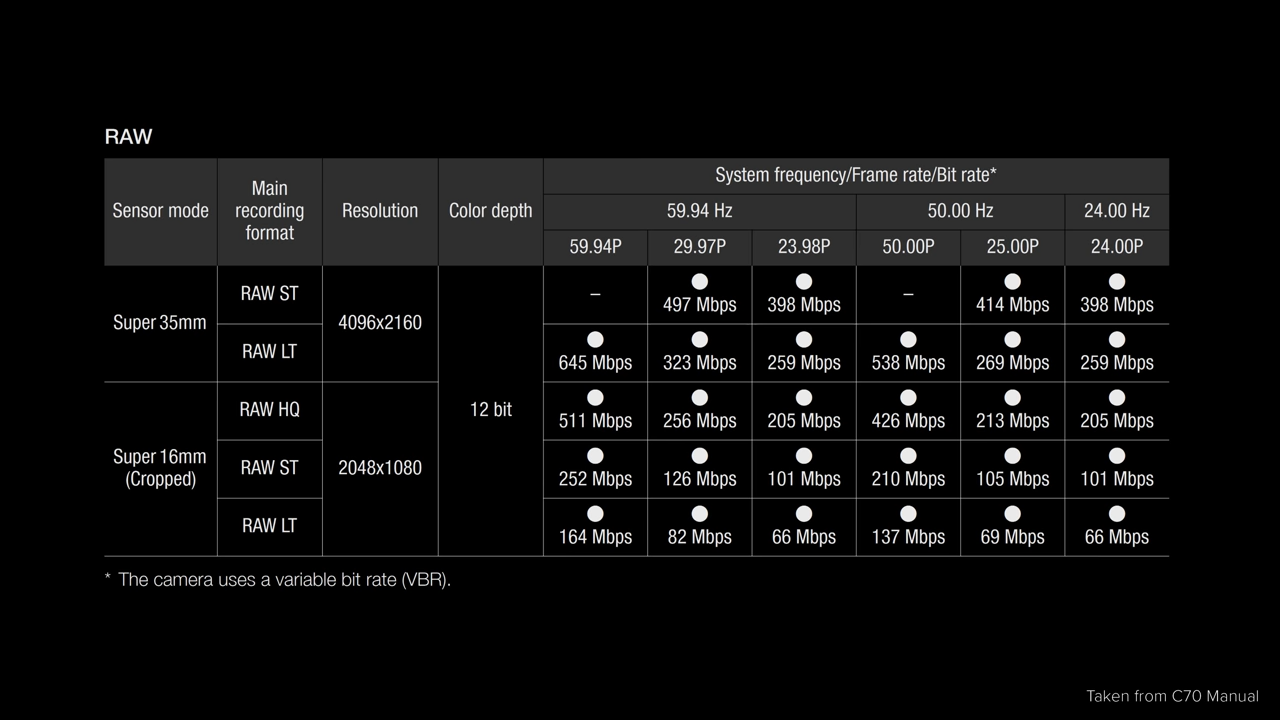 RAW
Sensor mode
Main
recording
format
Resolution
Color depth
System frequency/Frame rate/Bit rate*
59.94 Hz
50.00 Hz
24.00 Hz
59.94P
29.97P
23.98P
50.00P
25.00P
24.00P
Super 35mm
RAW ST
4096x2160
12 bit
–
497 Mbps
398 Mbps
–
414 Mbps
398 Mbps
RAW LT
645 Mbps
323 Mbps
259 Mbps
538 Mbps
269 Mbps
259 Mbps
Super 16mm
(Cropped)
RAW HQ
2048x1080
511 Mbps
256 Mbps
205 Mbps
426 Mbps
213 Mbps
205 Mbps
RAW ST
252 Mbps
126 Mbps
101 Mbps
210 Mbps
105 Mbps
101 Mbps
RAW LT
164 Mbps
82 Mbps
66 Mbps
137 Mbps
69 Mbps
66 Mbps
* The camera uses a variable bit rate (VBR).
Taken from C70 Manual